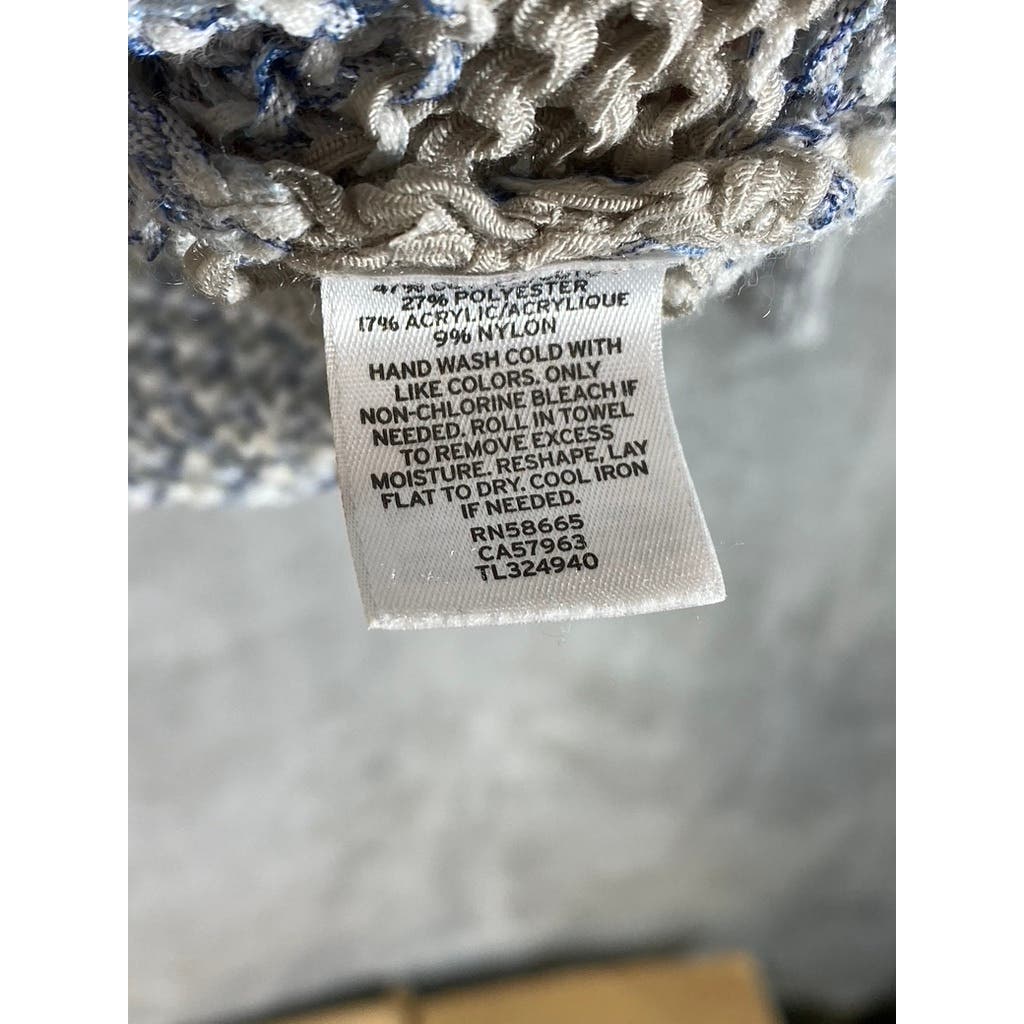 47%
27% POLYESTER
17% ACRYLIC/ACRYLIQUE
9% NYLON
HAND WASH COLD WITH
LIKE COLORS. ONLY
NON-CHLORINE BLEACH IF
NEEDED. ROLL IN TOWEL
TO REMOVE EXCESS
MOISTURE. RESHAPE, LAY
FLAT TO DRY. COOL IRON
IF NEEDED.
RN58665
CA57963
TL324940